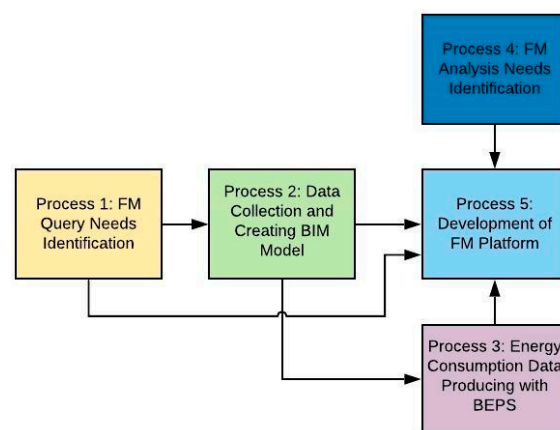 Process 4: FM
Analysis Needs
Identification
Process 1: FM
Query Needs
Identification
Process 2: Data
Collection and
Creating BIM
Model
Process 5:
Development of
FM Platform
Process 3: Energy
Consumption Data
Producing with
BEPS